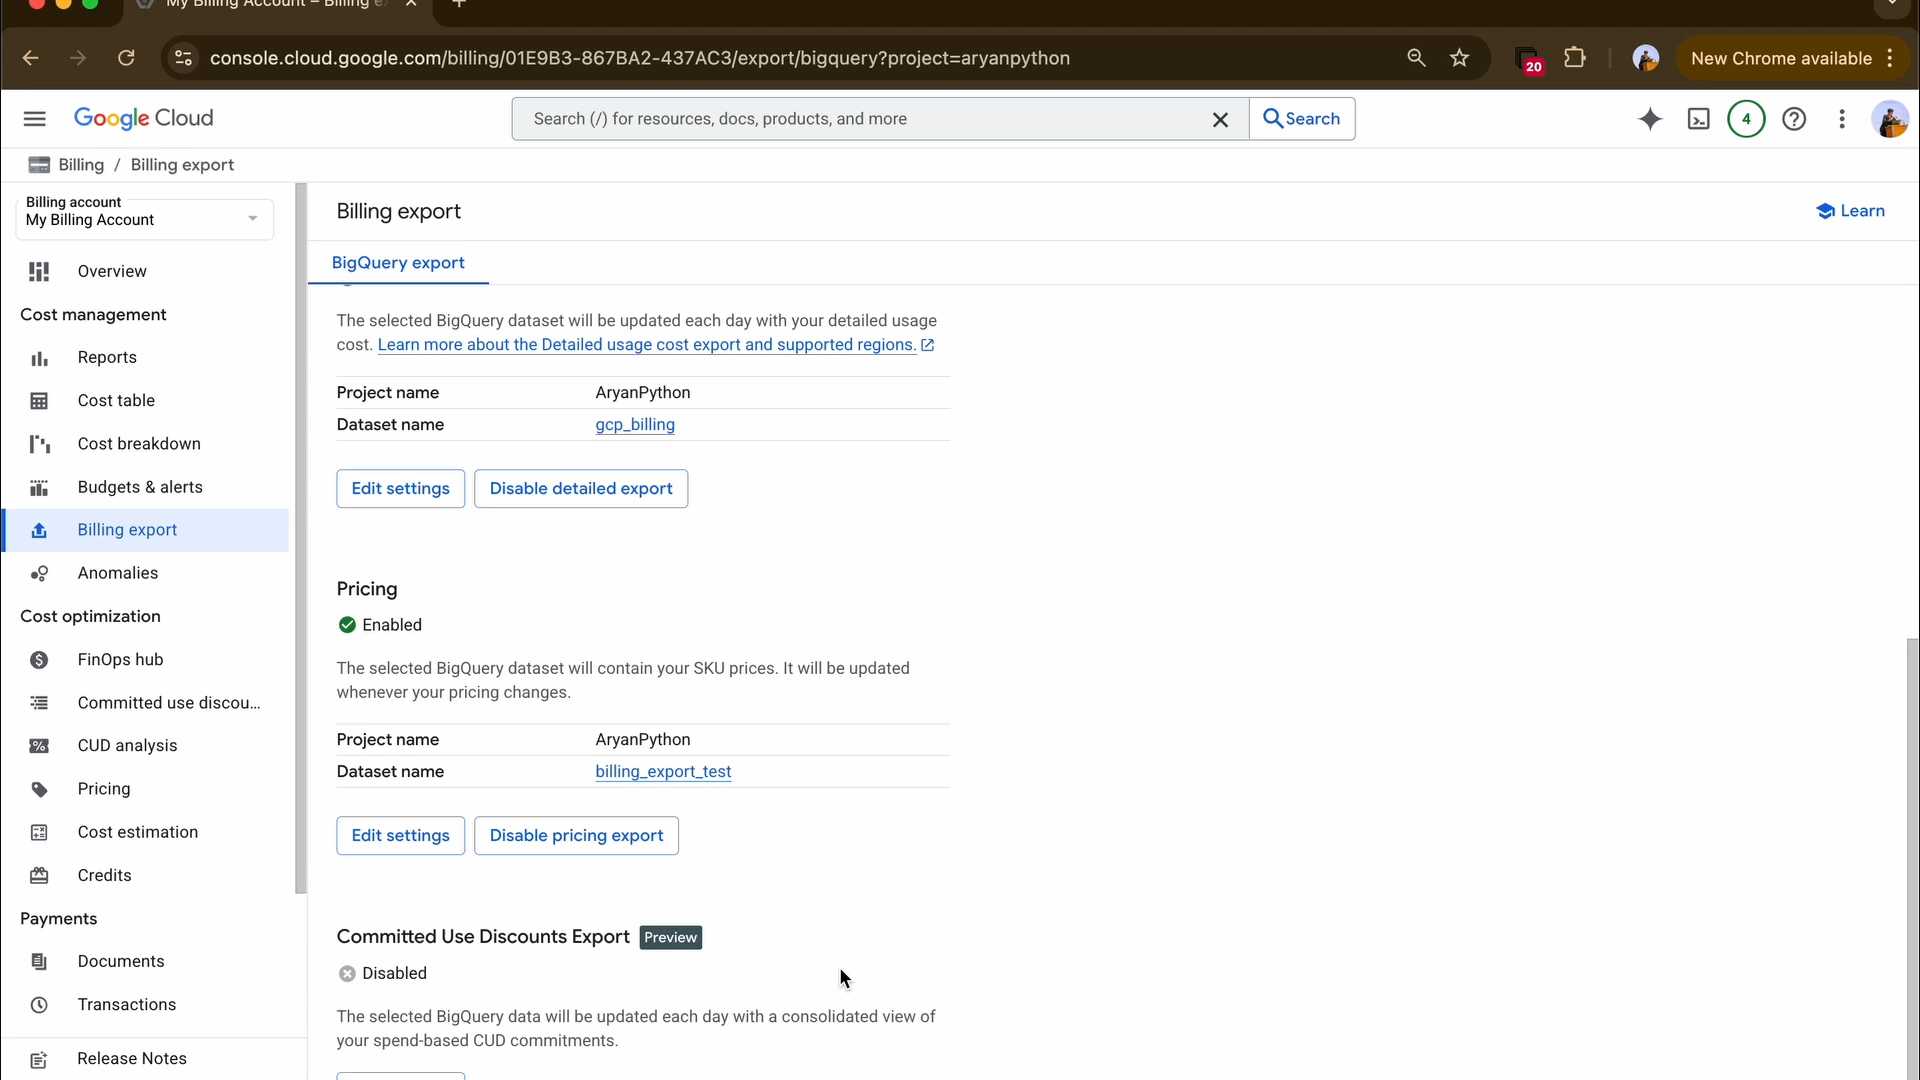 My Billing Account – Billing e
console.cloud.google.com/billing/01E9B3-867BA2-437AC3/export/bigquery?project=aryanpython
20
New Chrome available
Google Cloud
Search (/) for resources, docs, products, and more
Search
4
Billing / Billing export
Billing account
My Billing Account
Overview
Cost management
Reports
Cost table
Cost breakdown
Budgets & alerts
Billing export
Anomalies
Cost optimization
FinOps hub
Committed use discou...
CUD analysis
Pricing
Cost estimation
Credits
Payments
Documents
Transactions
Release Notes
Billing export
Learn
BigQuery export
The selected BigQuery dataset will be updated each day with your detailed usage
cost. Learn more about the Detailed usage cost export and supported regions.
Project name AryanPython
Dataset name gcp_billing
Edit settings Disable detailed export
Pricing
Enabled
The selected BigQuery dataset will contain your SKU prices. It will be updated
whenever your pricing changes.
Project name AryanPython
Dataset name billing_export_test
Edit settings Disable pricing export
Committed Use Discounts Export Preview
Disabled
The selected BigQuery data will be updated each day with a consolidated view of
your spend-based CUD commitments.